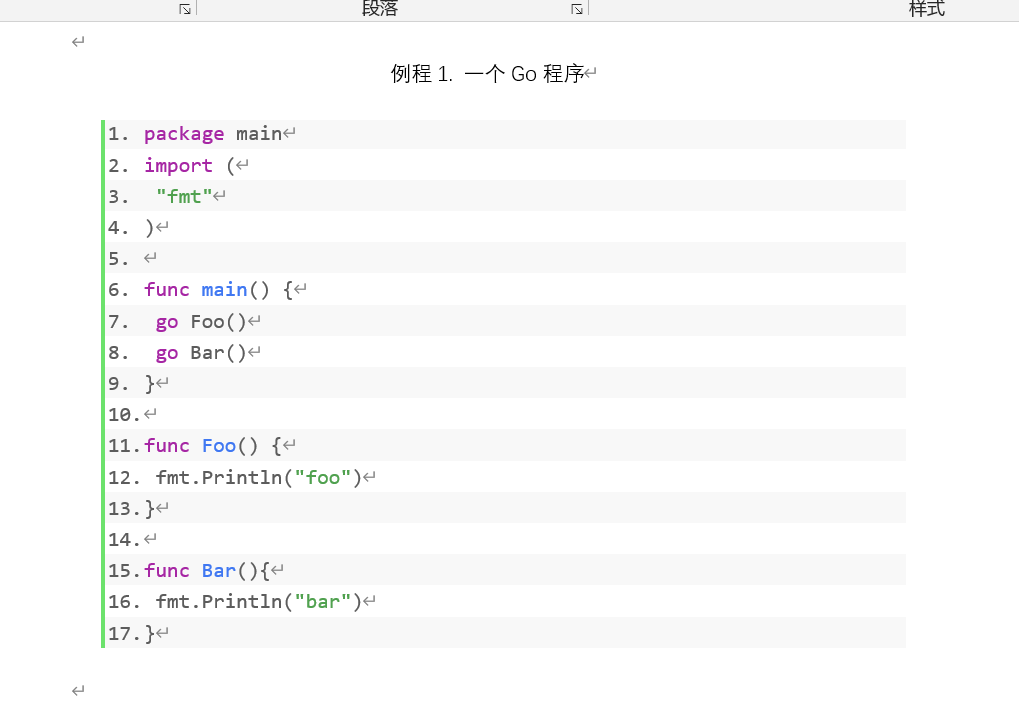 段落 样式
例程 1. 一个 Go 程序
1. package main
2. import (
3.  "fmt"
4. )
5.
6. func main() {
7.  go Foo()
8.  go Bar()
9. }
10.
11.func Foo() {
12. fmt.Println("foo")
13.}
14.
15.func Bar(){
16. fmt.Println("bar")
17.}